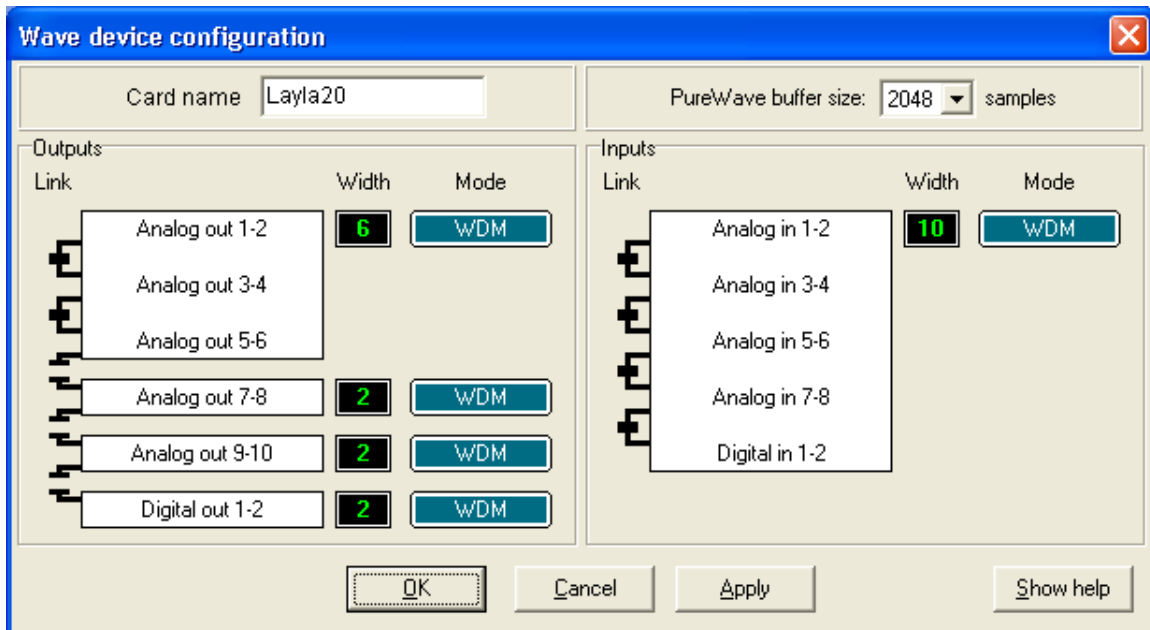 Wave device configuration
Card name Layla20
PureWave buffer size: 2048 samples
Outputs
Link Width Mode
Analog out 1-2 6 WDM
Analog out 3-4
Analog out 5-6
Analog out 7-8 2 WDM
Analog out 9-10 2 WDM
Digital out 1-2 2 WDM
Inputs
Link Width Mode
Analog in 1-2 10 WDM
Analog in 3-4
Analog in 5-6
Analog in 7-8
Digital in 1-2
OK Cancel Apply Show help